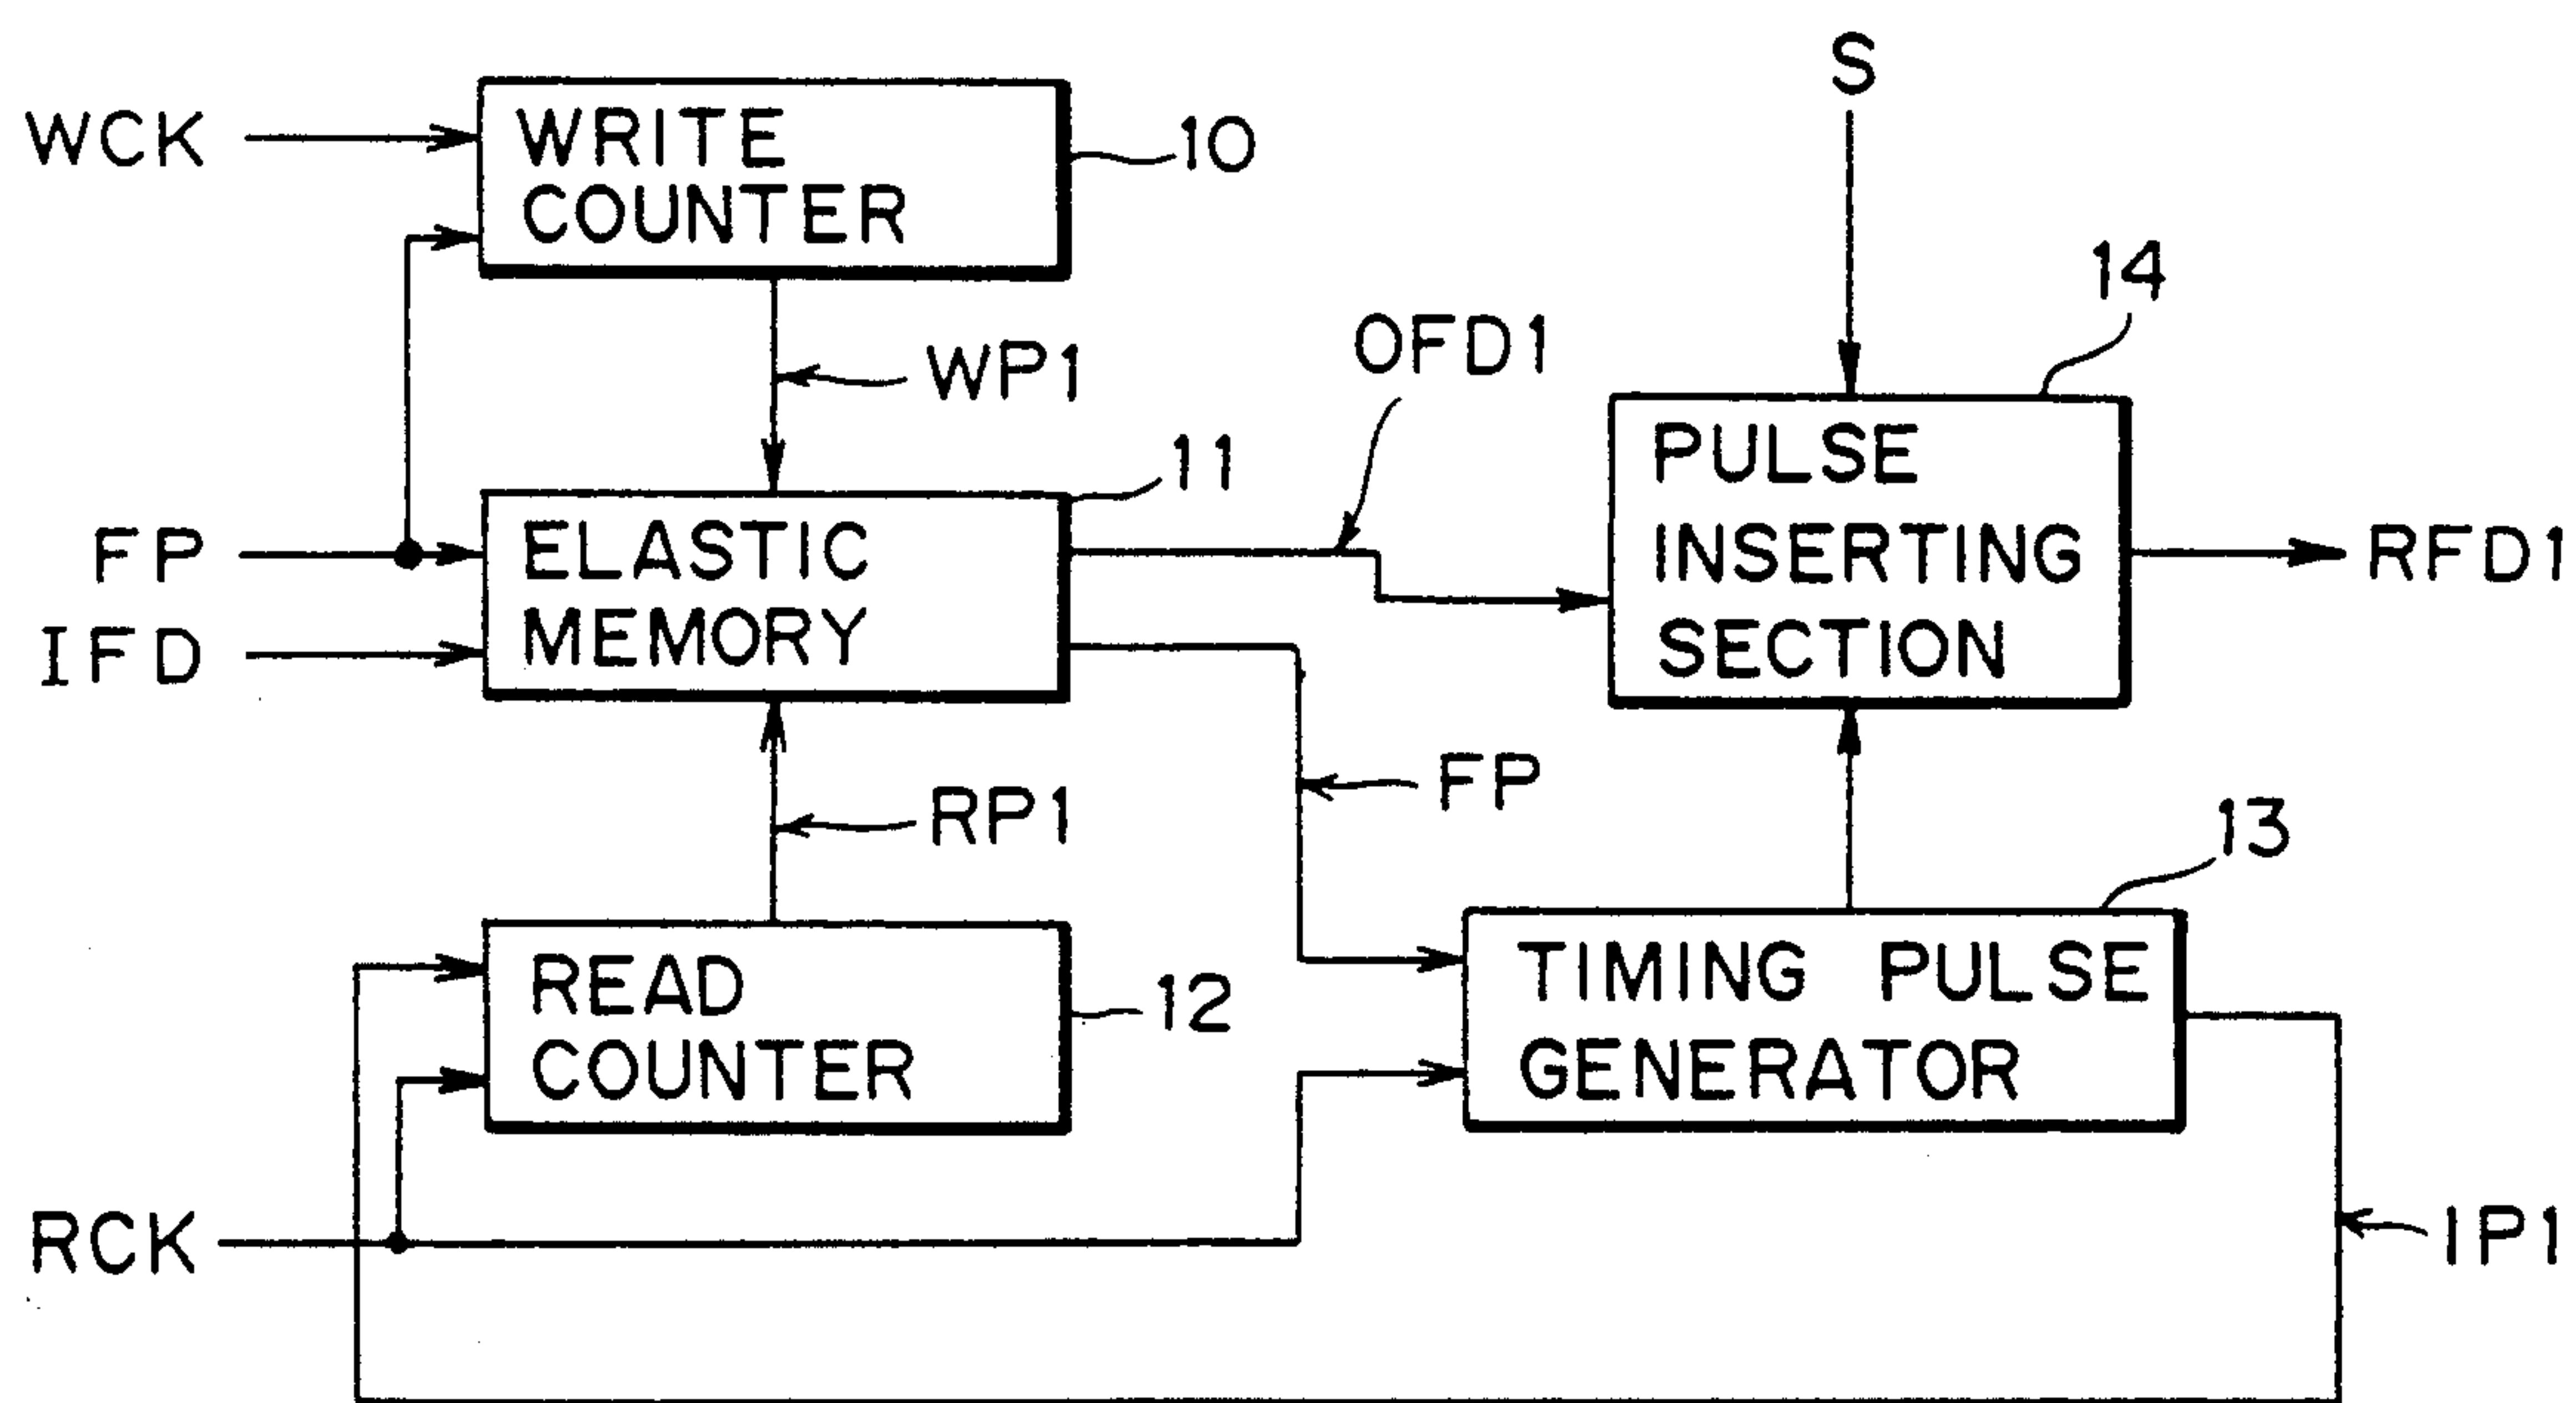 S
WCK
WRITE
COUNTER
10
14
WP1
OFD1
11
FP
IFD
ELASTIC
MEMORY
PULSE
INSERTING
SECTION
RFD1
RP1
FP
13
READ
COUNTER
12
TIMING PULSE
GENERATOR
RCK
IP1